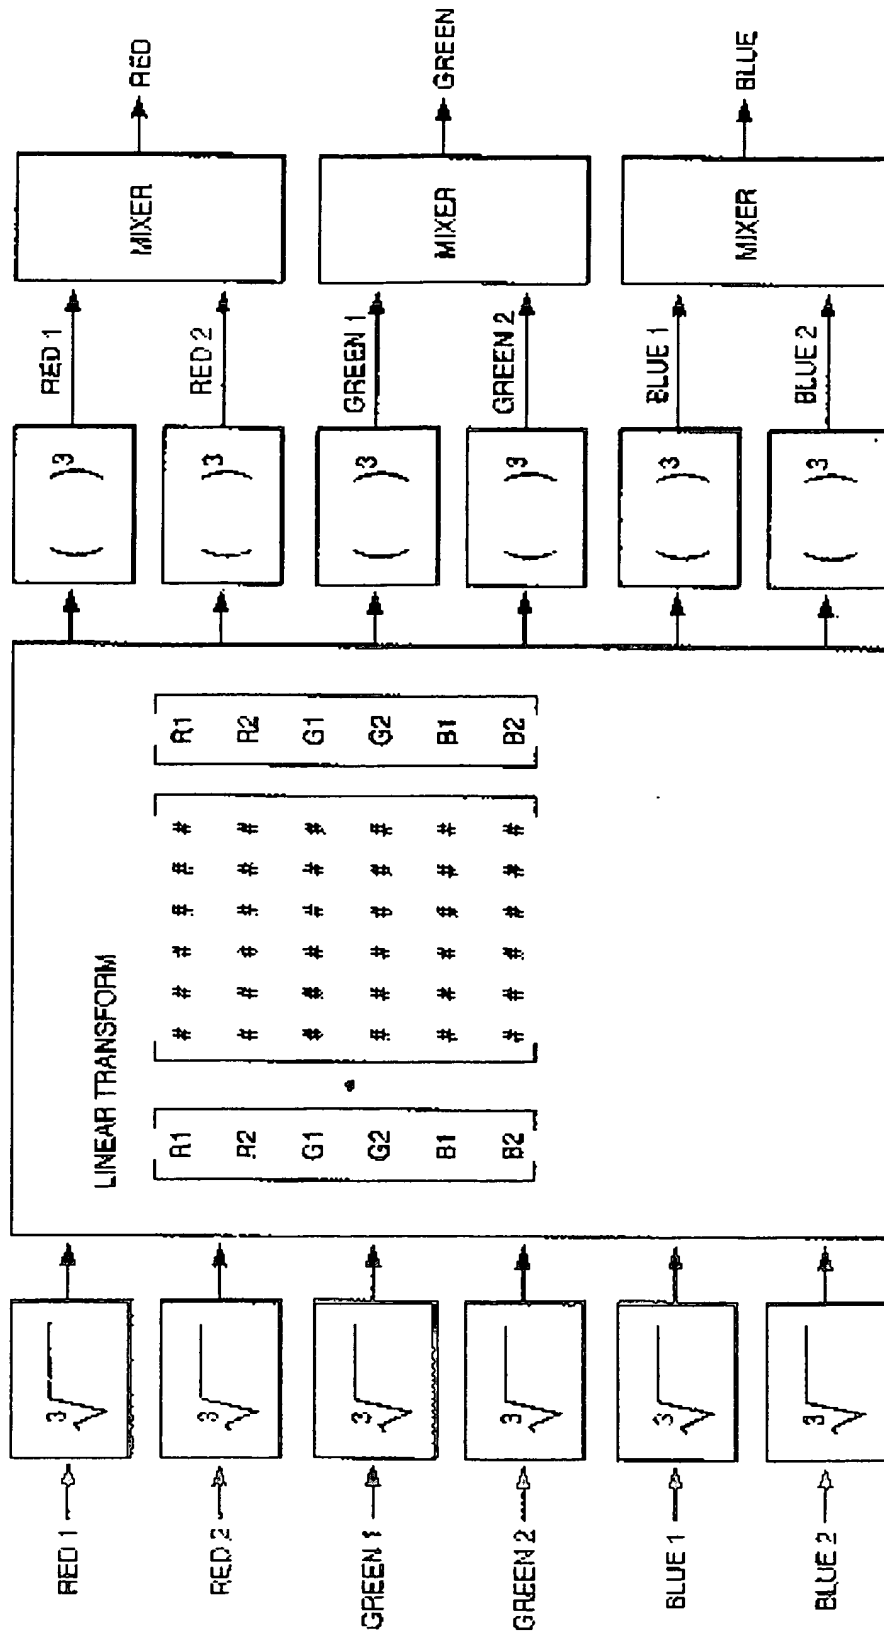 RED 1
3
LINEAR TRANSFORM
( )3
RED 1
MIXER
RED
RED 2
3
( )3
RED 2
GREEN 1
3
( )3
GREEN 1
MIXER
GREEN
GREEN 2
3
( )3
GREEN 2
BLUE 1
3
( )3
BLUE 1
MIXER
BLUE
BLUE 2
3
( )3
BLUE 2
R1 # # # # # # R1
R2 # # # # # # R2
G1 • # # # # # # G1
G2 # # # # # # G2
B1 # # # # # # B1
B2 # # # # # # B2